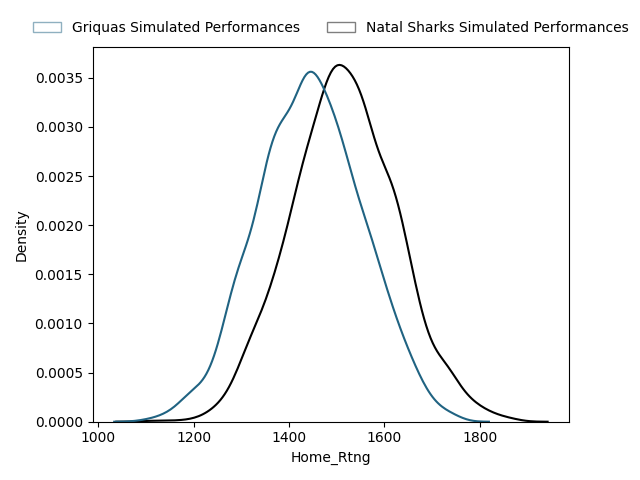 Griquas Simulated Performances Natal Sharks Simulated Performances
0.0035
0.0030
0.0025
0.0020
0.0015
0.0010
0.0005
0.0000
Density
1000 1200 1400 1600 1800
Home_Rtng